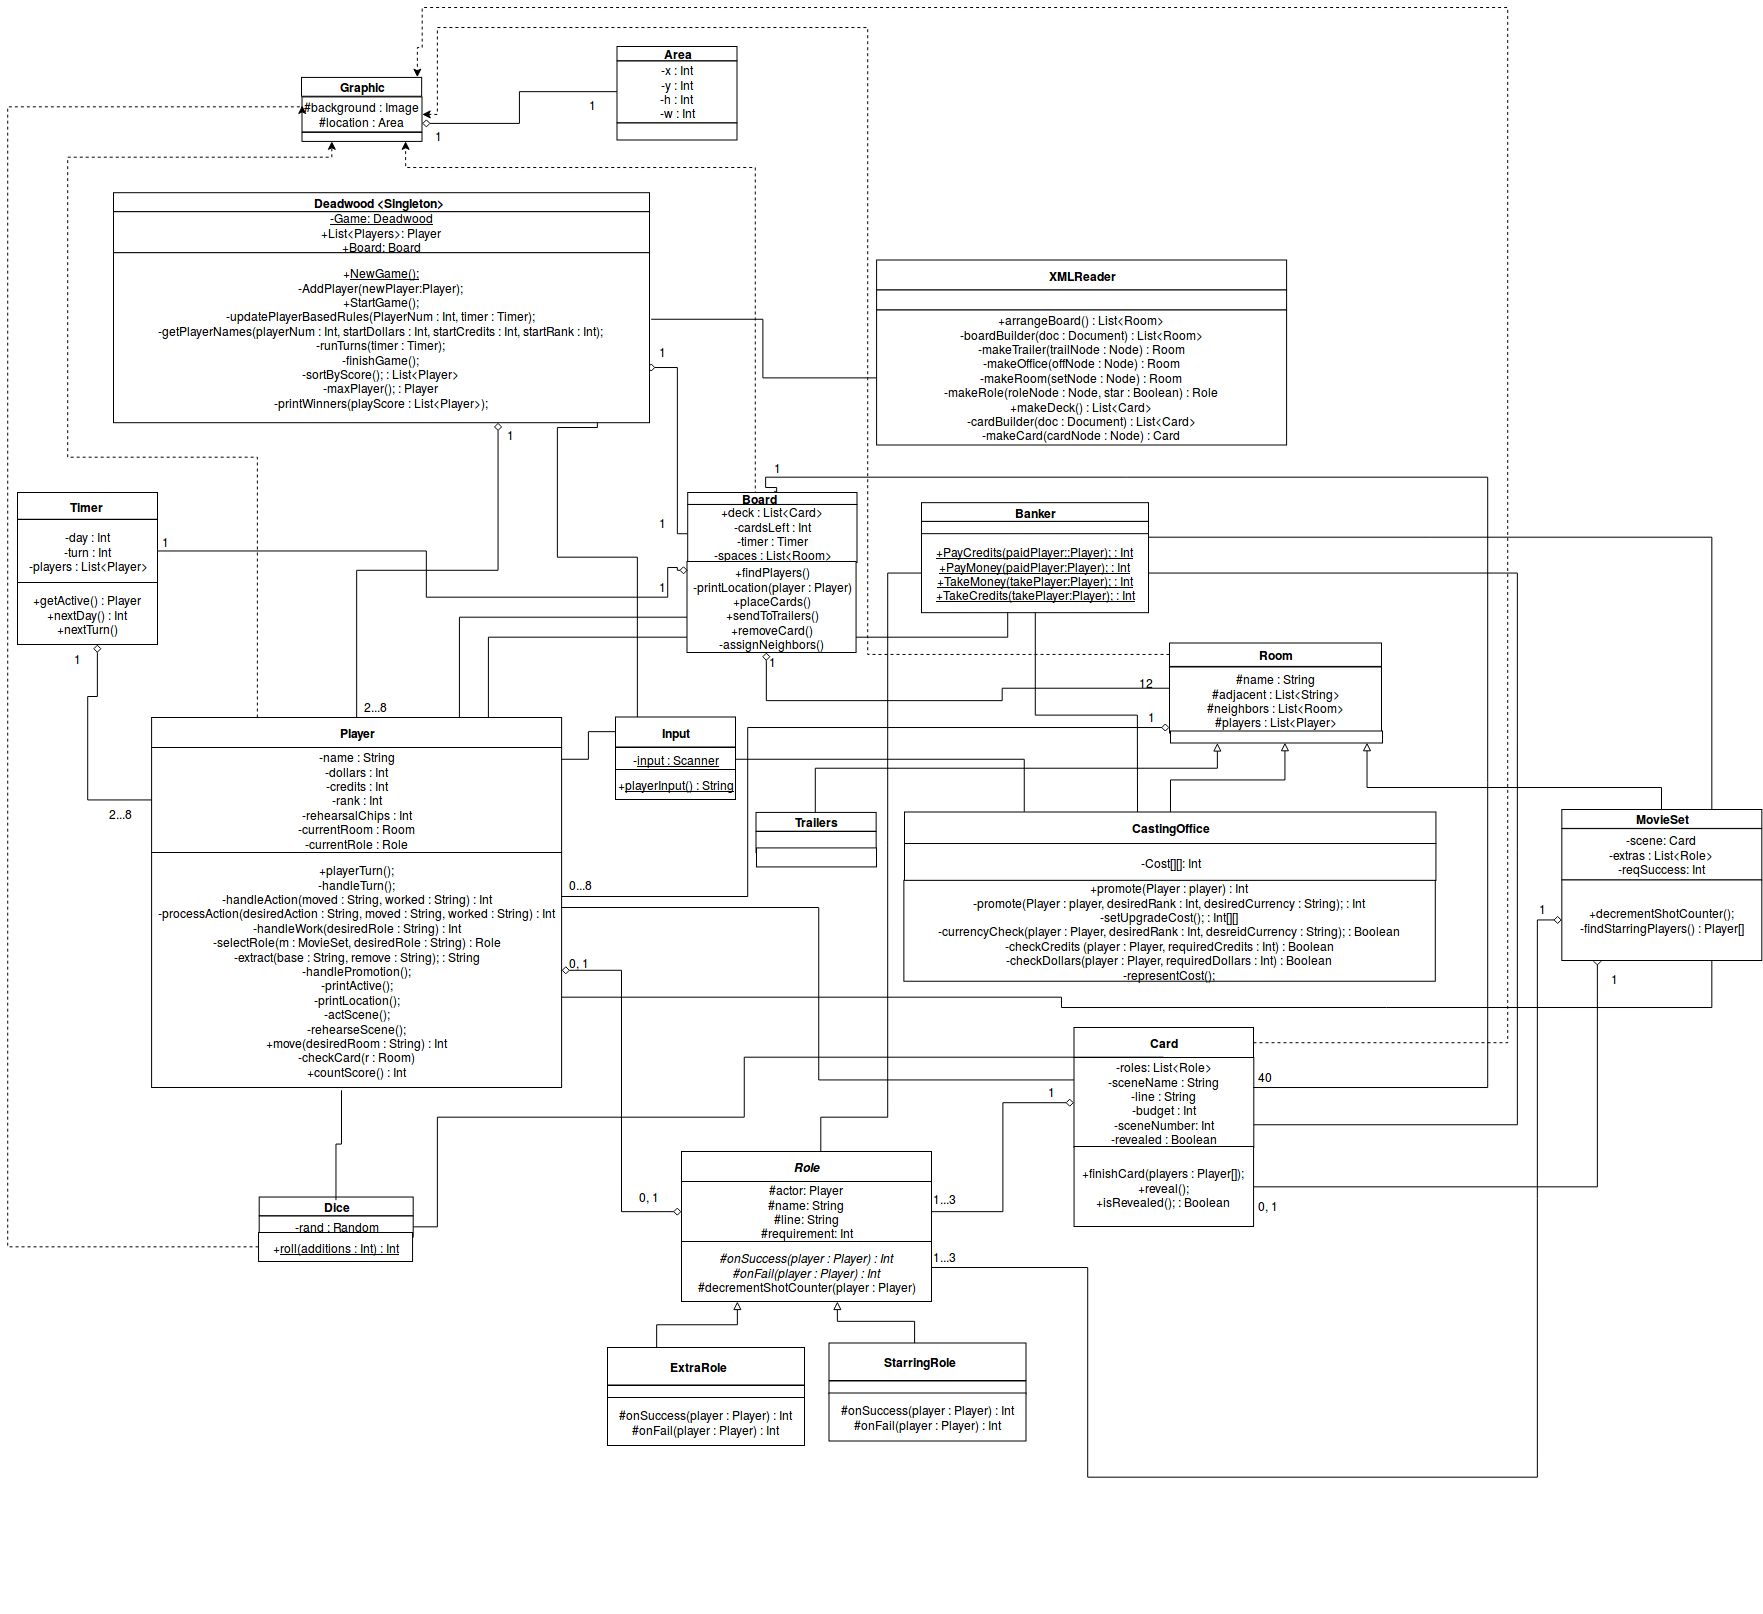 Area
-x : Int
-y : Int
-h : Int
-w : Int
1
1
Graphic
#background : Image
#location : Area
Deadwood <Singleton>
-Game: Deadwood
+List<Players>: Player
+Board: Board
+NewGame();
-AddPlayer(newPlayer:Player);
+StartGame();
-updatePlayerBasedRules(PlayerNum : Int, timer : Timer);
-getPlayerNames(playerNum : Int, startDollars : Int, startCredits : Int, startRank : Int);
-runTurns(timer : Timer);
-finishGame();
-sortByScore(); : List<Player>
-maxPlayer(); : Player
-printWinners(playScore : List<Player>);
1
1
XMLReader
+arrangeBoard() : List<Room>
-boardBuilder(doc : Document) : List<Room>
-makeTrailer(trailNode : Node) : Room
-makeOffice(offNode : Node) : Room
-makeRoom(setNode : Node) : Room
-makeRole(roleNode : Node, star : Boolean) : Role
+makeDeck() : List<Card>
-cardBuilder(doc : Document) : List<Card>
-makeCard(cardNode : Node) : Card
Timer
-day : Int
-turn : Int
-players : List<Player>
+getActive() : Player
+nextDay() : Int
+nextTurn()
1
1
2...8
2...8
1
1
1
Board
+deck : List<Card>
-cardsLeft : Int
-timer : Timer
-spaces : List<Room>
+findPlayers()
-printLocation(player : Player)
+placeCards()
+sendToTrailers()
+removeCard()
-assignNeighbors()
1
Banker
+PayCredits(paidPlayer::Player); : Int
+PayMoney(paidPlayer:Player); : Int
+TakeMoney(takePlayer:Player); : Int
+TakeCredits(takePlayer:Player); : Int
Room
#name : String
#adjacent : List<String>
#neighbors : List<Room>
#players : List<Player>
12
1
Player
-name : String
-dollars : Int
-credits : Int
-rank : Int
-rehearsalChips : Int
-currentRoom : Room
-currentRole : Role
+playerTurn();
-handleTurn();
-handleAction(moved : String, worked : String) : Int
-processAction(desiredAction : String, moved : String, worked : String) : Int
-handleWork(desiredRole : String) : Int
-selectRole(m : MovieSet, desiredRole : String) : Role
-extract(base : String, remove : String); : String
-handlePromotion();
-printActive();
-printLocation();
-actScene();
-rehearseScene();
+move(desiredRoom : String) : Int
-checkCard(r : Room)
+countScore() : Int
0...8
0, 1
Input
-input : Scanner
+playerInput() : String
Trailers
CastingOffice
-Cost[][]: Int
+promote(Player : player) : Int
-promote(Player : player, desiredRank : Int, desiredCurrency : String); : Int
-setUpgradeCost(); : Int[][]
-currencyCheck(player : Player, desiredRank : Int, desreidCurrency : String); : Boolean
-checkCredits (player : Player, requiredCredits : Int) : Boolean
-checkDollars(player : Player, requiredDollars : Int) : Boolean
-representCost();
MovieSet
-scene: Card
-extras : List<Role>
-reqSuccess: Int
+decrementShotCounter();
-findStarringPlayers() : Player[]
1
1
Card
-roles: List<Role>
-sceneName : String
-line : String
-budget : Int
-sceneNumber: Int
-revealed : Boolean
+finishCard(players : Player[]);
+reveal();
+isRevealed(); : Boolean
1
40
0, 1
Role
#actor: Player
#name: String
#line: String
#requirement: Int
#onSuccess(player : Player) : Int
#onFail(player : Player) : Int
#decrementShotCounter(player : Player)
0, 1
1...3
1...3
Dice
-rand : Random
+roll(additions : Int) : Int
ExtraRole
#onSuccess(player : Player) : Int
#onFail(player : Player) : Int
StarringRole
#onSuccess(player : Player) : Int
#onFail(player : Player) : Int